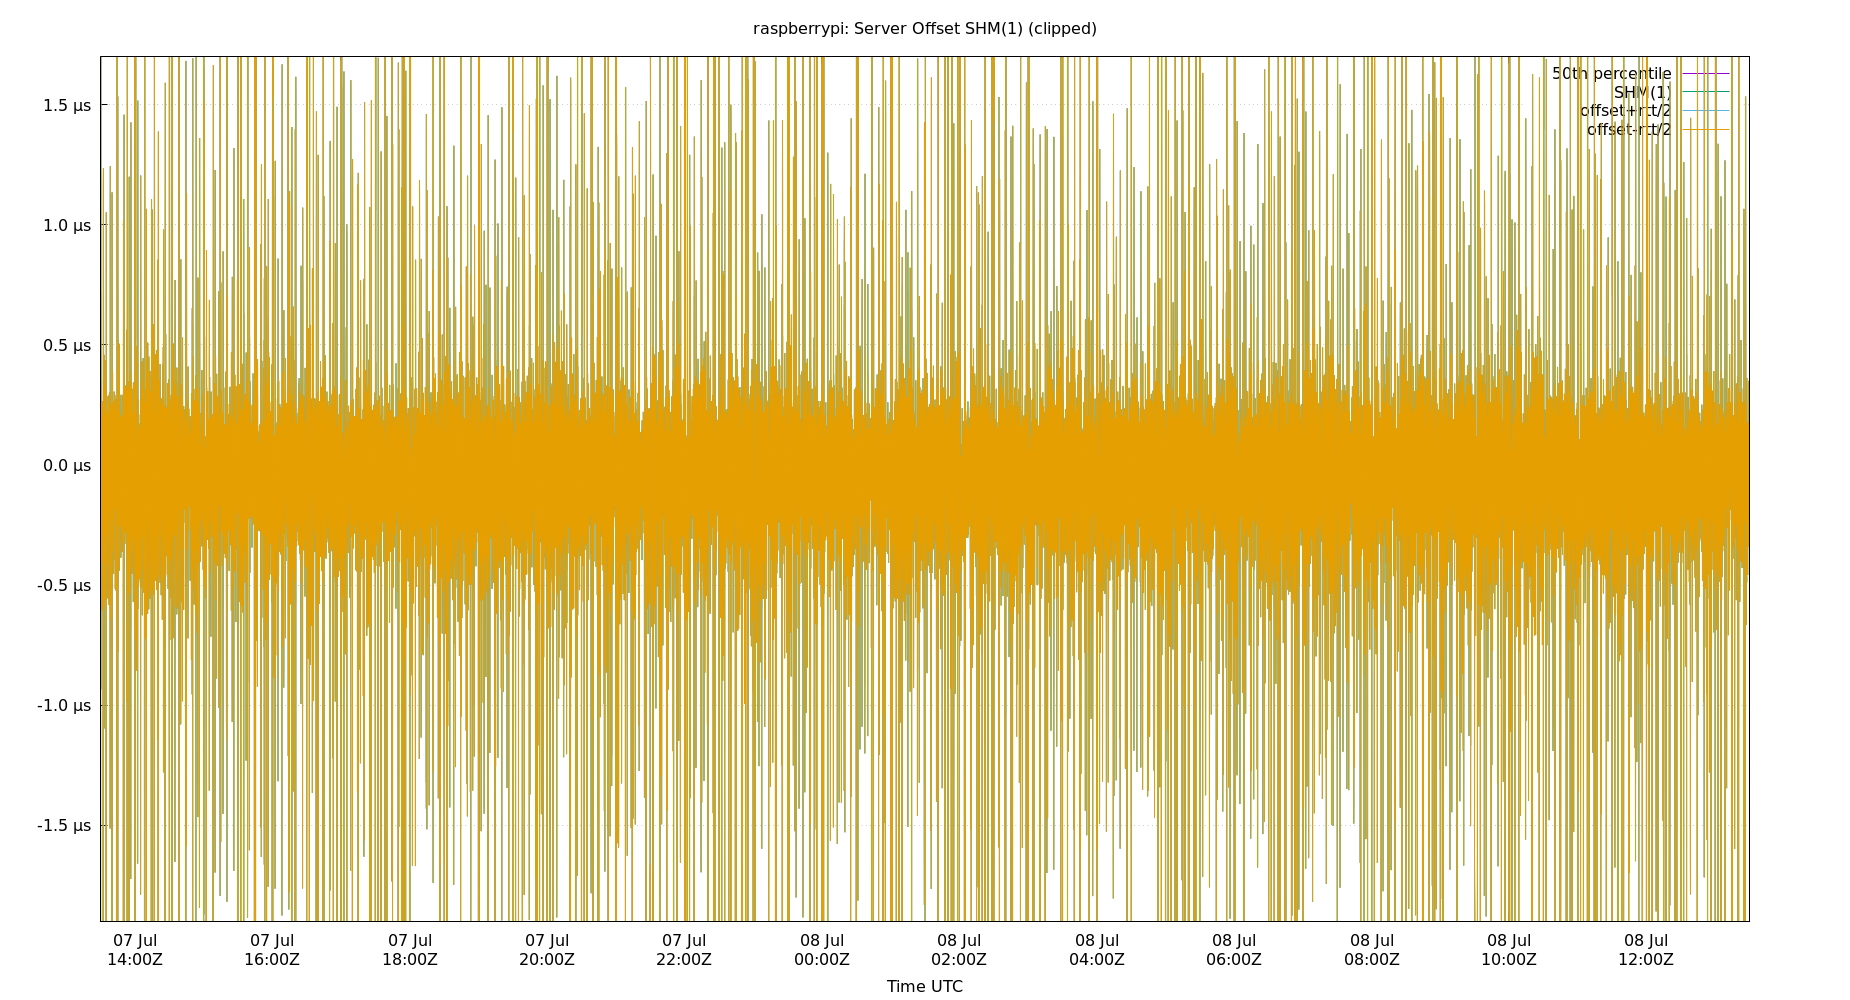 raspberrypi: Server Offset SHM(1) (clipped)
50th percentile
SHM(1)
offset+rtt/2
offset-rtt/2
1.5 µs
1.0 µs
0.5 µs
0.0 µs
-0.5 µs
-1.0 µs
-1.5 µs
07 Jul 07 Jul 07 Jul 07 Jul 07 Jul 08 Jul 08 Jul 08 Jul 08 Jul 08 Jul 08 Jul 08 Jul
14:00Z 16:00Z 18:00Z 20:00Z 22:00Z 00:00Z 02:00Z 04:00Z 06:00Z 08:00Z 10:00Z 12:00Z
Time UTC